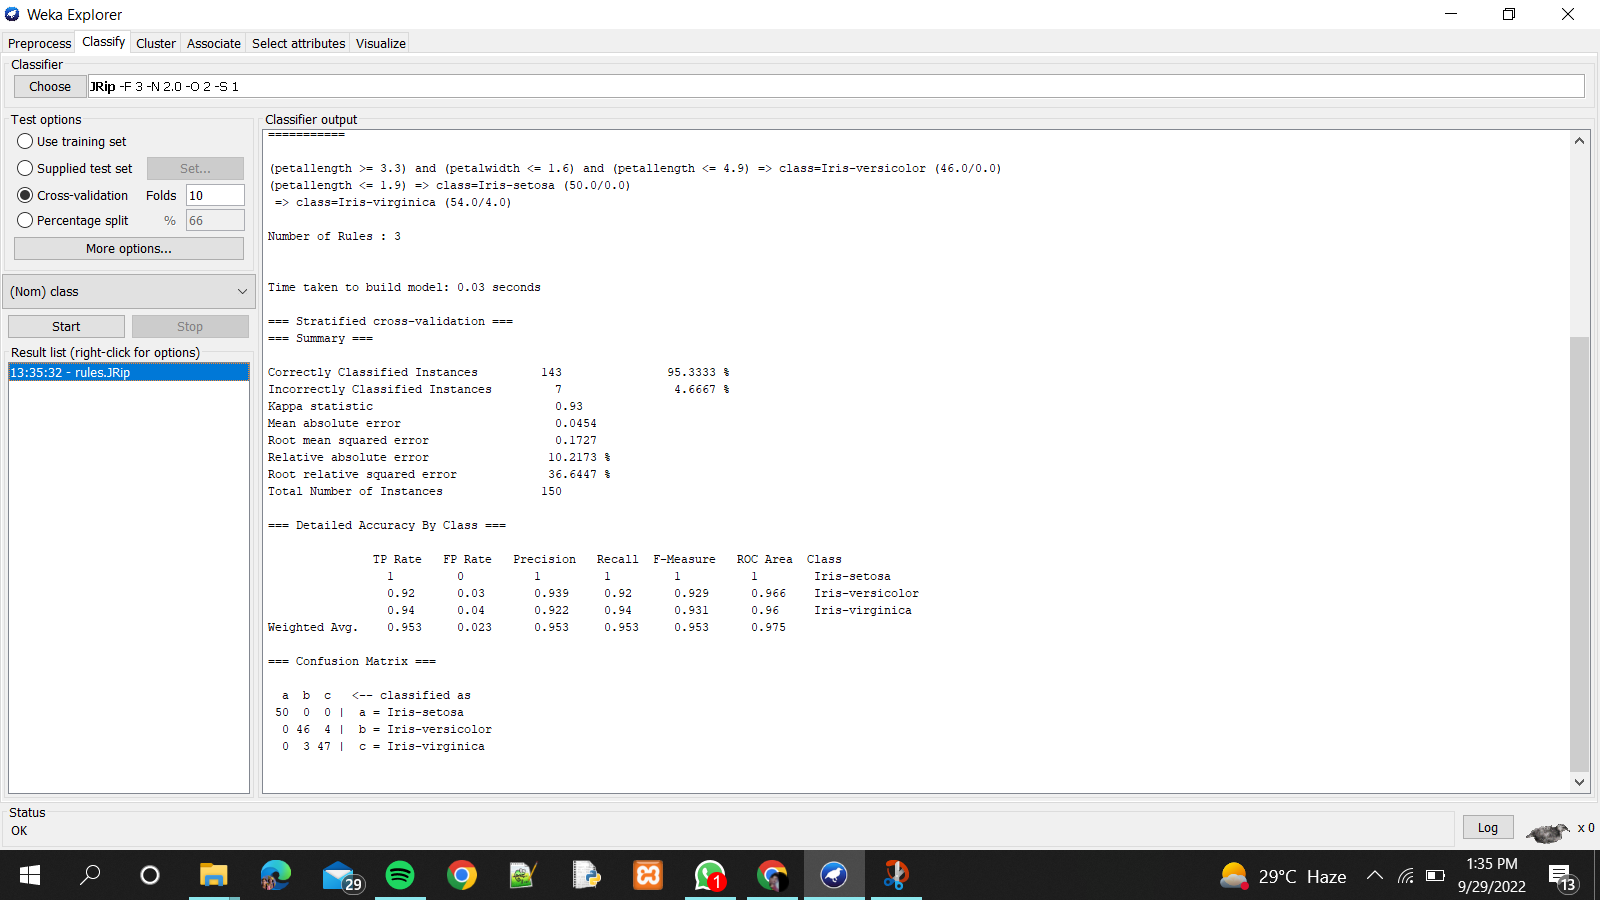 Weka Explorer
Preprocess Classify Cluster Associate Select attributes Visualize
Classifier
Choose JRip -F 3 -N 2.0 -O 2 -S 1
Test options
Use training set
Supplied test set Set...
Cross-validation Folds 10
Percentage split % 66
More options...
(Nom) class
Start Stop
Result list (right-click for options)
13:35:32 - rules.JRip
Classifier output
===========
(petallength >= 3.3) and (petalwidth <= 1.6) and (petallength <= 4.9) => class=Iris-versicolor (46.0/0.0)
(petallength <= 1.9) => class=Iris-setosa (50.0/0.0)
=> class=Iris-virginica (54.0/4.0)
Number of Rules : 3
Time taken to build model: 0.03 seconds
=== Stratified cross-validation ===
=== Summary ===
Correctly Classified Instances 143 95.3333 %
Incorrectly Classified Instances 7 4.6667 %
Kappa statistic 0.93
Mean absolute error 0.0454
Root mean squared error 0.1727
Relative absolute error 10.2173 %
Root relative squared error 36.6447 %
Total Number of Instances 150
=== Detailed Accuracy By Class ===
TP Rate FP Rate Precision Recall F-Measure ROC Area Class
1 0 1 1 1 1 Iris-setosa
0.92 0.03 0.939 0.92 0.929 0.966 Iris-versicolor
0.94 0.04 0.922 0.94 0.931 0.96 Iris-virginica
Weighted Avg. 0.953 0.023 0.953 0.953 0.953 0.975
=== Confusion Matrix ===
a b c <-- classified as
50 0 0 | a = Iris-setosa
0 46 4 | b = Iris-versicolor
0 3 47 | c = Iris-virginica
Status
OK
Log
x 0
29
1
29°C Haze
1:35 PM
9/29/2022
13